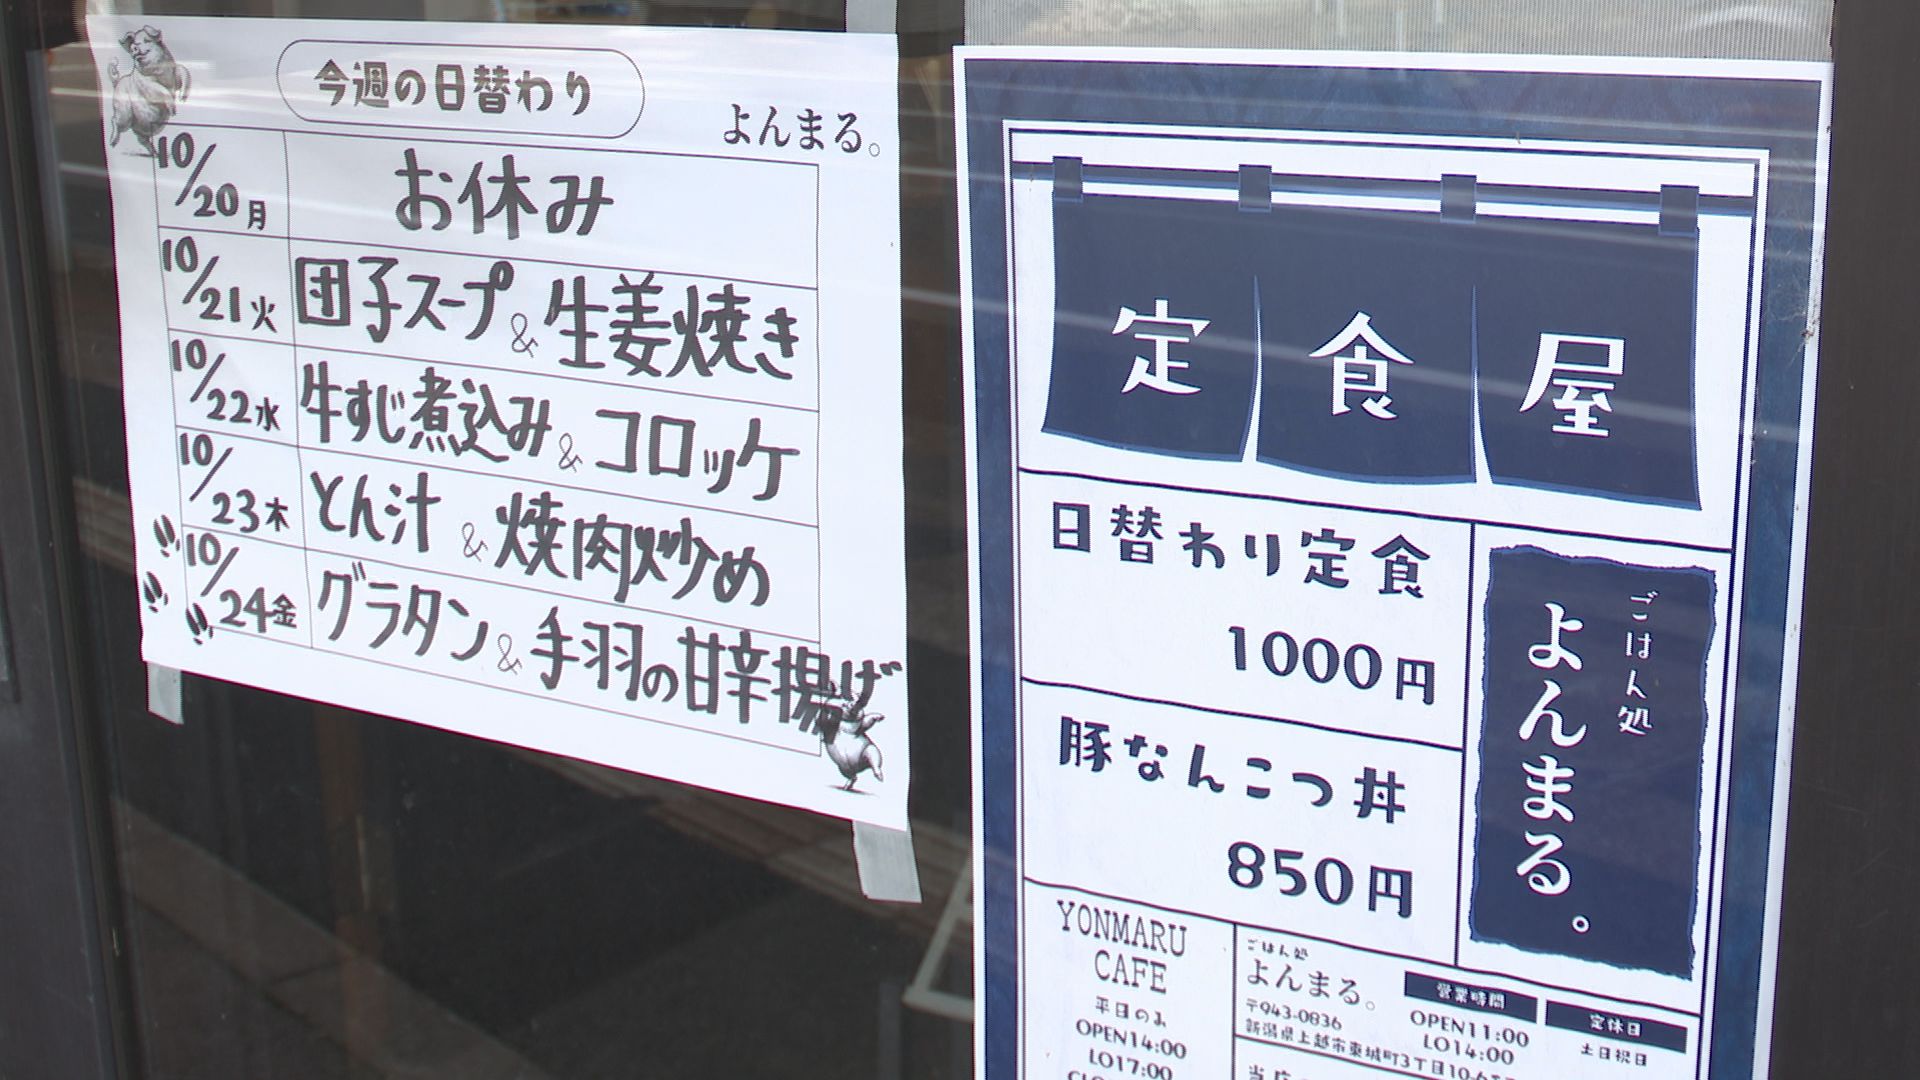 今週の日替わり
よんまる。
10/20月 お休み
10/21火 団子スープ&生姜焼き
10/22水 牛すじ煮込み&コロッケ
10/23木 とん汁&焼肉炒め
10/24金 グラタン&手羽の甘辛揚げ
定食屋
日替わり定食
1000円
豚なんこつ丼
850円
ごはん処
よんまる。
YONMARU
CAFE
平日のみ
OPEN14:00
LO17:00
ごはん処
よんまる。
〒943-0836
新潟県上越市東城町3丁目10-6
営業時間
OPEN11:00
LO14:00
定休日
土日祝日